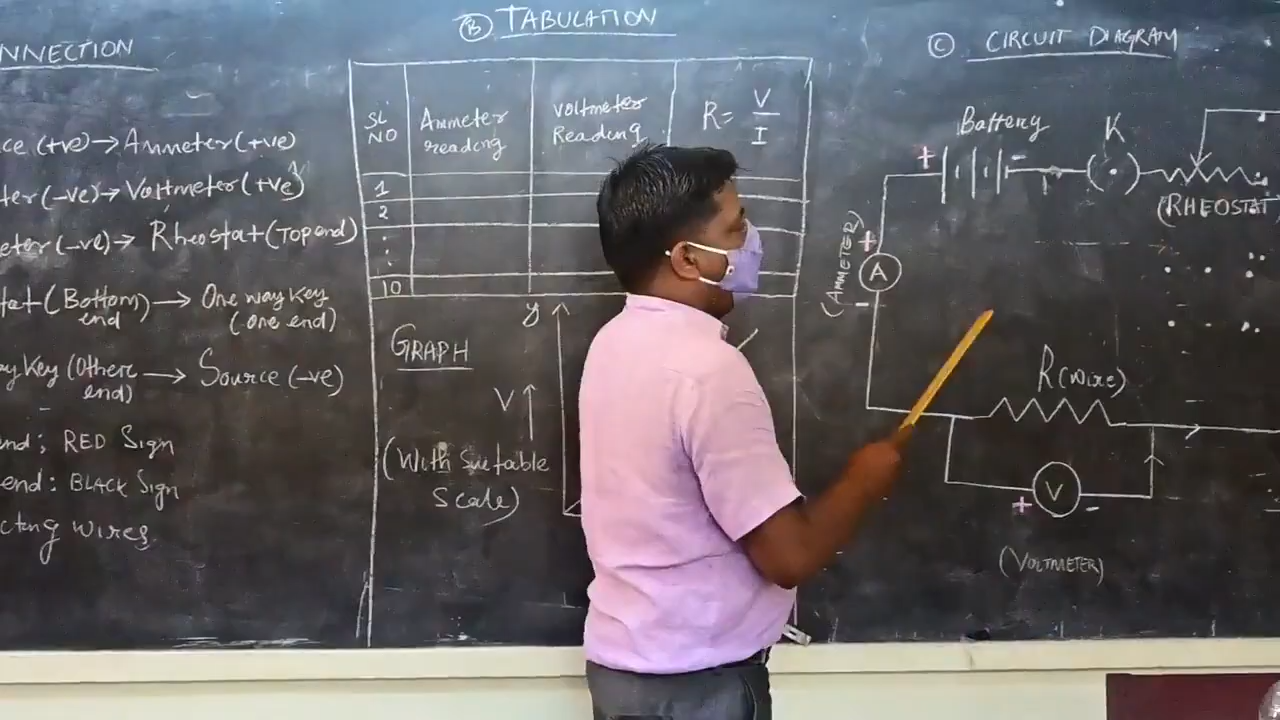 NNECTION
ce (+ve) → Ammeter (+ve)
ter (-ve) → Voltmeter (+ve)
eter (-ve) → Rheostat (Top end)
tat (Bottom end) → One way key (one end)
ay key (Other end) → Source (-ve)
end; RED Sign
end: BLACK Sign
cting wires
B TABULATION
Sl NO
Ammeter reading
Voltmeter Reading
R = V / I
1
2
:
:
10
GRAPH
y
V
(With Suitable
Scale)
C CIRCUIT DIAGRAM
Battery
K
+
-
(RHEOSTAT
(AMMETER)
+
A
-
R (wire)
V
+
-
(VOLTMETER)